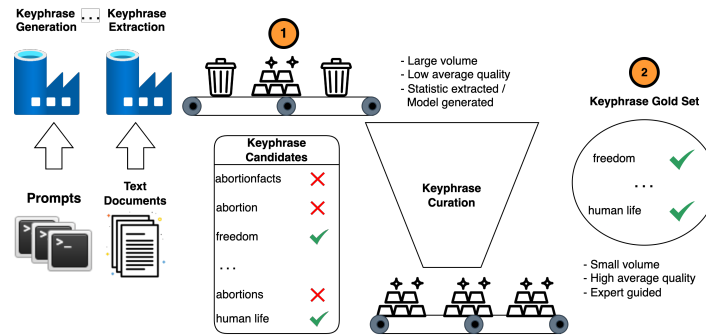 Keyphrase
Generation
...
Keyphrase
Extraction
1
- Large volume
- Low average quality
- Statistic extracted /
Model generated
2
Keyphrase Gold Set
Keyphrase
Candidates
abortionfacts
abortion
freedom
...
abortions
human life
Keyphrase
Curation
freedom
...
human life
Prompts
>_
Text
Documents
- Small volume
- High average quality
- Expert guided